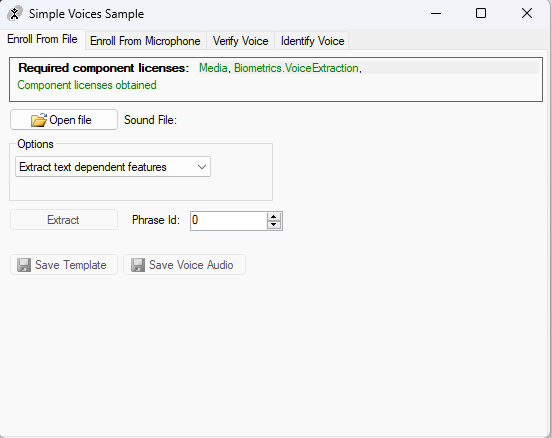 Simple Voices Sample
Enroll From File Enroll From Microphone Verify Voice Identify Voice
Required component licenses: Media, Biometrics.VoiceExtraction,
Component licenses obtained
Open file Sound File:
Options
Extract text dependent features
Extract Phrase Id: 0
Save Template Save Voice Audio